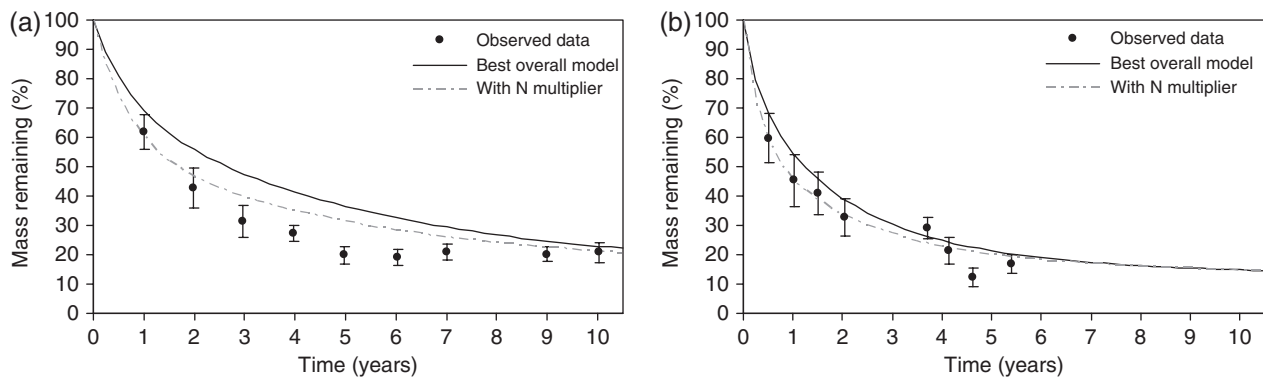 (a)
100
90
80
70
60
50
40
30
20
10
0
Mass remaining (%)
Observed data
Best overall model
With N multiplier
0 1 2 3 4 5 6 7 8 9 10
Time (years)
(b)
100
90
80
70
60
50
40
30
20
10
0
Mass remaining (%)
Observed data
Best overall model
With N multiplier
0 1 2 3 4 5 6 7 8 9 10
Time (years)